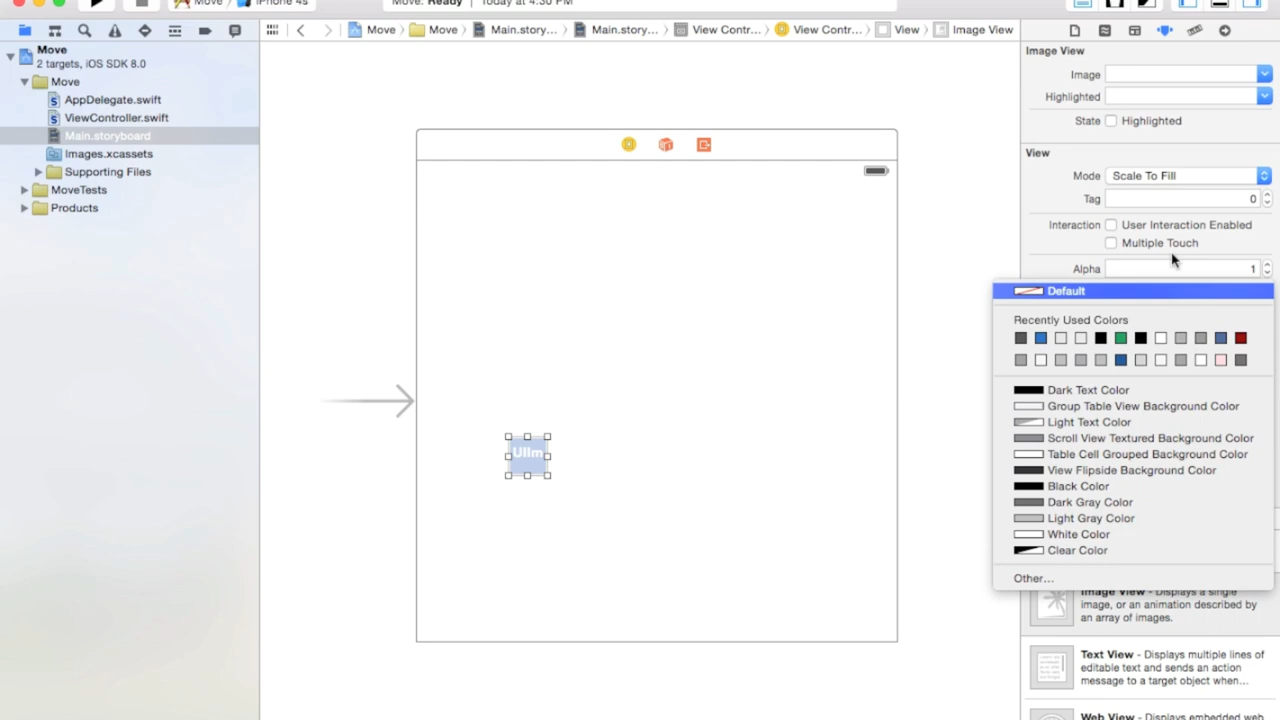 Move
iPhone 4s
Move: Ready
Today at 4:30 PM
Move
Move
Main.story...
Main.story...
View Contr...
View Contr...
View
Image View
Move
2 targets, iOS SDK 8.0
Move
AppDelegate.swift
ViewController.swift
Main.storyboard
Images.xcassets
Supporting Files
MoveTests
Products
UIIm
Image View
Image
Highlighted
State
Highlighted
View
Mode
Scale To Fill
Tag
0
Interaction
User Interaction Enabled
Multiple Touch
Alpha
1
Default
Recently Used Colors
Dark Text Color
Group Table View Background Color
Light Text Color
Scroll View Textured Background Color
Table Cell Grouped Background Color
View Flipside Background Color
Black Color
Dark Gray Color
Light Gray Color
White Color
Clear Color
Other...
Image View - Displays a single
image, or an animation described by
an array of images.
Text View - Displays multiple lines of
editable text and sends an action
message to a target object when...
Web View - Displays embedded web